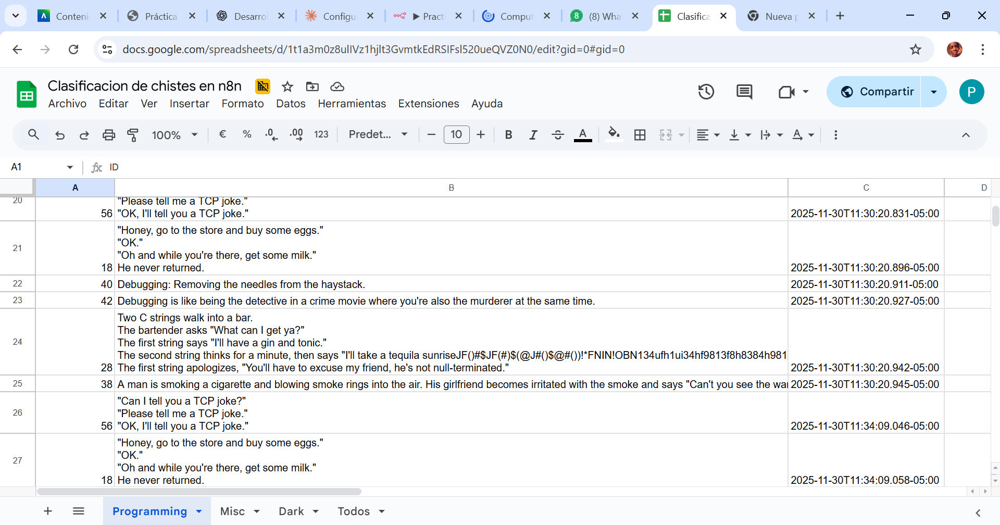 Conteni
Práctica
Desarrol
Configu
▶ Practi
Comput
8 (8) Wha
Clasifica
Nueva p
docs.google.com/spreadsheets/d/1t1a3m0z8ulIVz1hjlt3GvmtkEdRSIFsl520ueQVZ0N0/edit?gid=0#gid=0
Clasificacion de chistes en n8n
Archivo Editar Ver Insertar Formato Datos Herramientas Extensiones Ayuda
Compartir
P
100% € % .0 .00 123 Predet... 10 B I A A
A1 fx ID
A B C D
20 "Please tell me a TCP joke."
56 "OK, I'll tell you a TCP joke." 2025-11-30T11:30:20.831-05:00
"Honey, go to the store and buy some eggs."
"OK."
21 "Oh and while you're there, get some milk."
18 He never returned. 2025-11-30T11:30:20.896-05:00
22 40 Debugging: Removing the needles from the haystack. 2025-11-30T11:30:20.911-05:00
23 42 Debugging is like being the detective in a crime movie where you're also the murderer at the same time. 2025-11-30T11:30:20.927-05:00
Two C strings walk into a bar.
The bartender asks "What can I get ya?"
24 The first string says "I'll have a gin and tonic."
The second string thinks for a minute, then says "I'll take a tequila sunriseJF()#$JF(#)$(@J#()$@#())!*FNIN!OBN134ufh1ui34hf9813f8h8384h981
28 The first string apologizes, "You'll have to excuse my friend, he's not null-terminated." 2025-11-30T11:30:20.942-05:00
25 38 A man is smoking a cigarette and blowing smoke rings into the air. His girlfriend becomes irritated with the smoke and says "Can't you see the war 2025-11-30T11:30:20.945-05:00
"Can I tell you a TCP joke?"
26 "Please tell me a TCP joke."
56 "OK, I'll tell you a TCP joke." 2025-11-30T11:34:09.046-05:00
"Honey, go to the store and buy some eggs."
"OK."
27 "Oh and while you're there, get some milk."
18 He never returned. 2025-11-30T11:34:09.058-05:00
Programming Misc Dark Todos